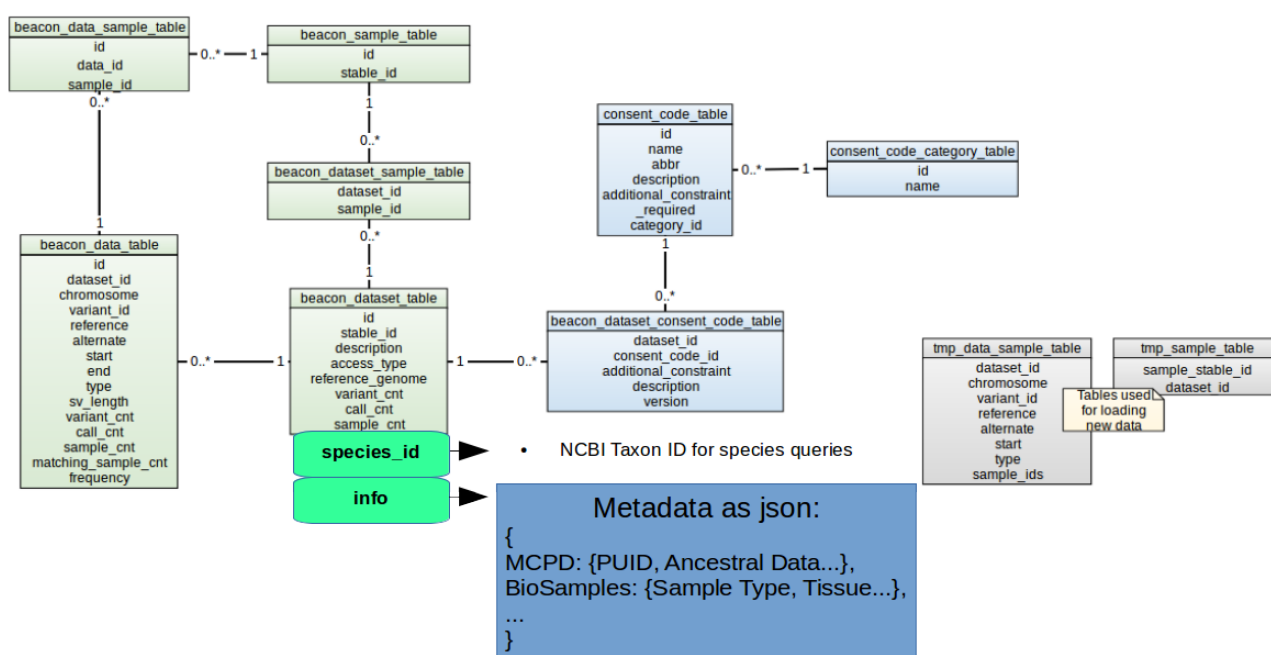 beacon_data_sample_table
id
data_id
sample_id
0..*
0..*
1
beacon_sample_table
id
stable_id
1
0..*
beacon_dataset_sample_table
dataset_id
sample_id
0..*
1
1
beacon_data_table
id
dataset_id
chromosome
variant_id
reference
alternate
start
end
type
sv_length
variant_cnt
call_cnt
sample_cnt
matching_sample_cnt
frequency
0..*
1
beacon_dataset_table
id
stable_id
description
access_type
reference_genome
variant_cnt
call_cnt
sample_cnt
species_id
info
1
0..*
consent_code_table
id
name
abbr
description
additional_constraint
_required
category_id
0..*
1
consent_code_category_table
id
name
1
0..*
beacon_dataset_consent_code_table
dataset_id
consent_code_id
additional_constraint
description
version
tmp_data_sample_table
dataset_id
chromosome
variant_id
reference
alternate
start
type
sample_ids
tmp_sample_table
sample_stable_id
dataset_id
Tables used
for loading
new data
• NCBI Taxon ID for species queries
Metadata as json:
{
MCPD: {PUID, Ancestral Data...},
BioSamples: {Sample Type, Tissue...},
...
}